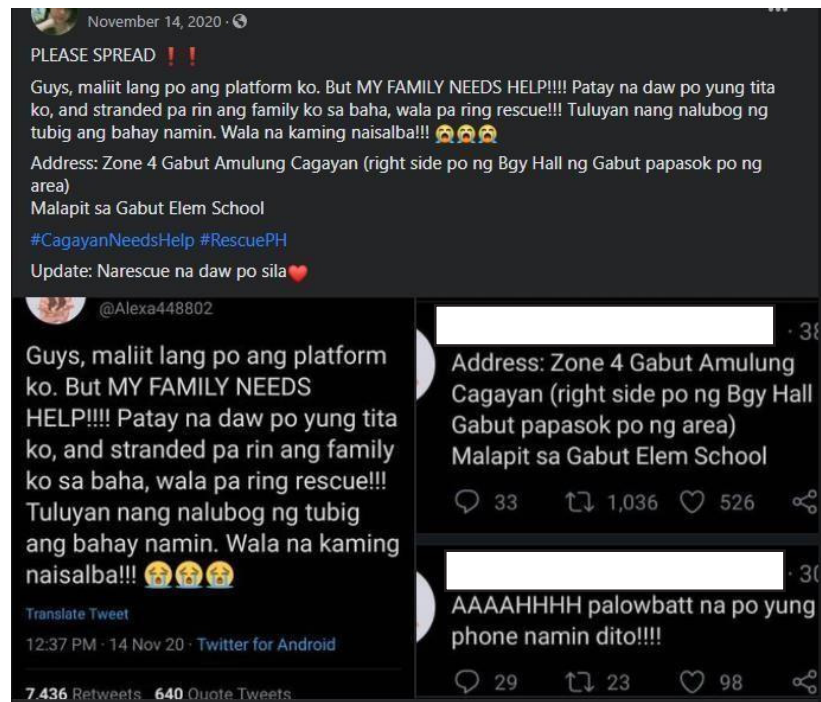 November 14, 2020 ·
PLEASE SPREAD ❗❗
Guys, maliit lang po ang platform ko. But MY FAMILY NEEDS HELP!!!! Patay na daw po yung tita
ko, and stranded pa rin ang family ko sa baha, wala pa ring rescue!!! Tuluyan nang nalubog ng
tubig ang bahay namin. Wala na kaming naisalba!!! 😭😭😭
Address: Zone 4 Gabut Amulung Cagayan (right side po ng Bgy Hall ng Gabut papasok po ng
area)
Malapit sa Gabut Elem School
#CagayanNeedsHelp #RescuePH
Update: Narescue na daw po sila❤️
@Alexa448802
Guys, maliit lang po ang platform
ko. But MY FAMILY NEEDS
HELP!!!! Patay na daw po yung tita
ko, and stranded pa rin ang family
ko sa baha, wala pa ring rescue!!!
Tuluyan nang nalubog ng tubig
ang bahay namin. Wala na kaming
naisalba!!! 😭😭😭
Translate Tweet
12:37 PM · 14 Nov 20 · Twitter for Android
7,436 Retweets 640 Quote Tweets
Address: Zone 4 Gabut Amulung
Cagayan (right side po ng Bgy Hall
Gabut papasok po ng area)
Malapit sa Gabut Elem School
33 1,036 526
AAAAHHHH palowbatt na po yung
phone namin dito!!!!
29 23 98